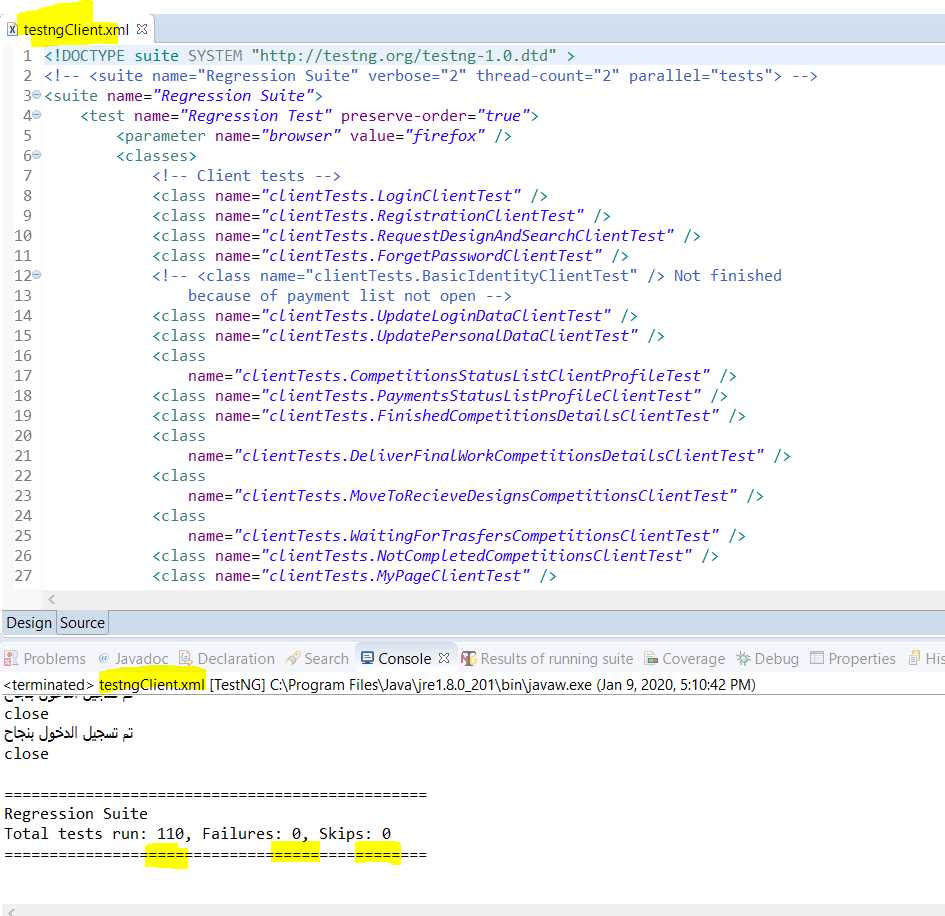 testngClient.xml
1 <!DOCTYPE suite SYSTEM "http://testng.org/testng-1.0.dtd" >
2 <!-- <suite name="Regression Suite" verbose="2" thread-count="2" parallel="tests"> -->
3 <suite name="Regression Suite">
4 <test name="Regression Test" preserve-order="true">
5 <parameter name="browser" value="firefox" />
6 <classes>
7 <!-- Client tests -->
8 <class name="clientTests.LoginClientTest" />
9 <class name="clientTests.RegistrationClientTest" />
10 <class name="clientTests.RequestDesignAndSearchClientTest" />
11 <class name="clientTests.ForgetPasswordClientTest" />
12 <!-- <class name="clientTests.BasicIdentityClientTest" /> Not finished
13 because of payment list not open -->
14 <class name="clientTests.UpdateLoginDataClientTest" />
15 <class name="clientTests.UpdatePersonalDataClientTest" />
16 <class
17 name="clientTests.CompetitionsStatusListClientProfileTest" />
18 <class name="clientTests.PaymentsStatusListProfileClientTest" />
19 <class name="clientTests.FinishedCompetitionsDetailsClientTest" />
20 <class
21 name="clientTests.DeliverFinalWorkCompetitionsDetailsClientTest" />
22 <class
23 name="clientTests.MoveToRecieveDesignsCompetitionsClientTest" />
24 <class
25 name="clientTests.WaitingForTrasfersCompetitionsClientTest" />
26 <class name="clientTests.NotCompletedCompetitionsClientTest" />
27 <class name="clientTests.MyPageClientTest" />
Design Source
Problems Javadoc Declaration Search Console Results of running suite Coverage Debug Properties His
<terminated> testngClient.xml [TestNG] C:\Program Files\Java\jre1.8.0_201\bin\javaw.exe (Jan 9, 2020, 5:10:42 PM)
تم تسجيل الدخول بنجاح
close
تم تسجيل الدخول بنجاح
close
===============================================
Regression Suite
Total tests run: 110, Failures: 0, Skips: 0
===============================================